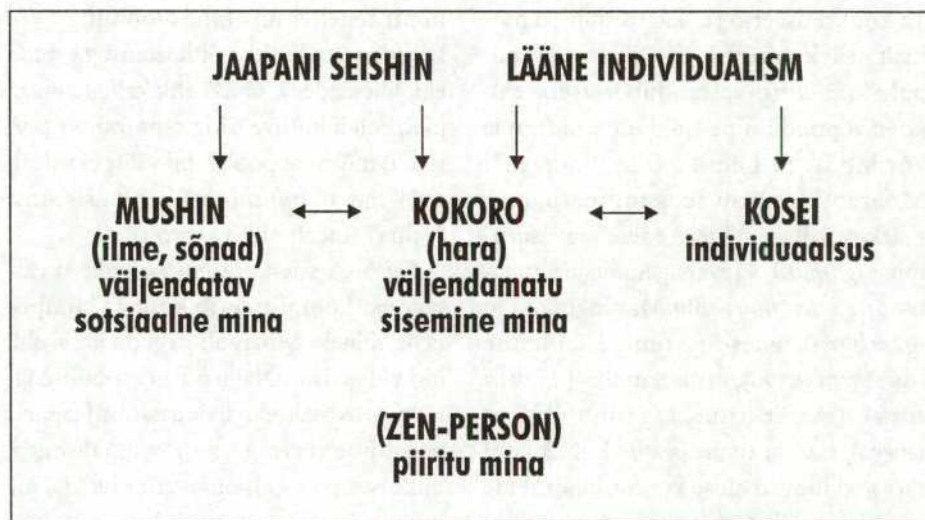 JAAPANI SEISHIN LÄÄNE INDIVIDUALISM
MUSHIN KOKORO KOSEI
(ilme, sõnad) (hara) individuaalsus
väljendatav väljendamatu
sotsiaalne mina sisemine mina
(ZEN-PERSON)
piiritu mina